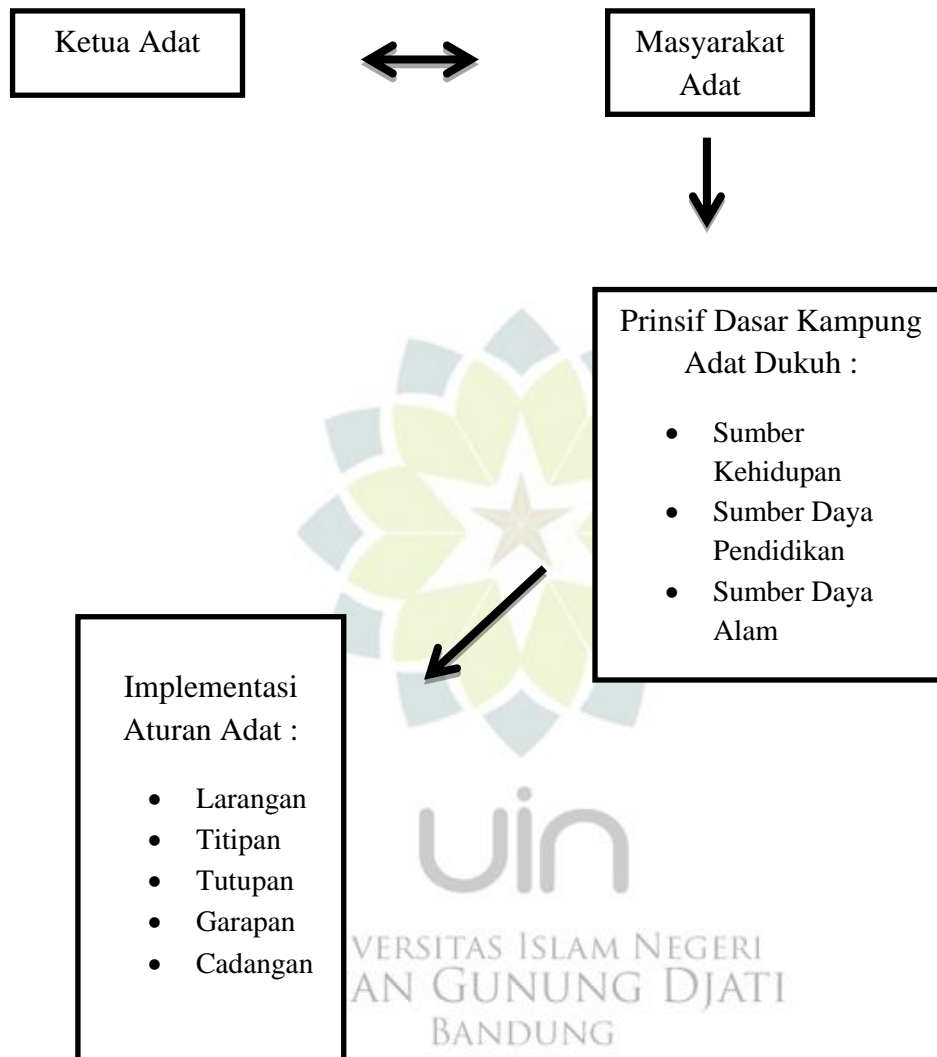 Ketua Adat
Masyarakat
Adat
Prinsif Dasar Kampung
Adat Dukuh :
• Sumber
Kehidupan
• Sumber Daya
Pendidikan
• Sumber Daya
Alam
Implementasi
Aturan Adat :
• Larangan
• Titipan
• Tutupan
• Garapan
• Cadangan
uin
VERSITAS ISLAM NEGERI
AN GUNUNG DJATI
BANDUNG